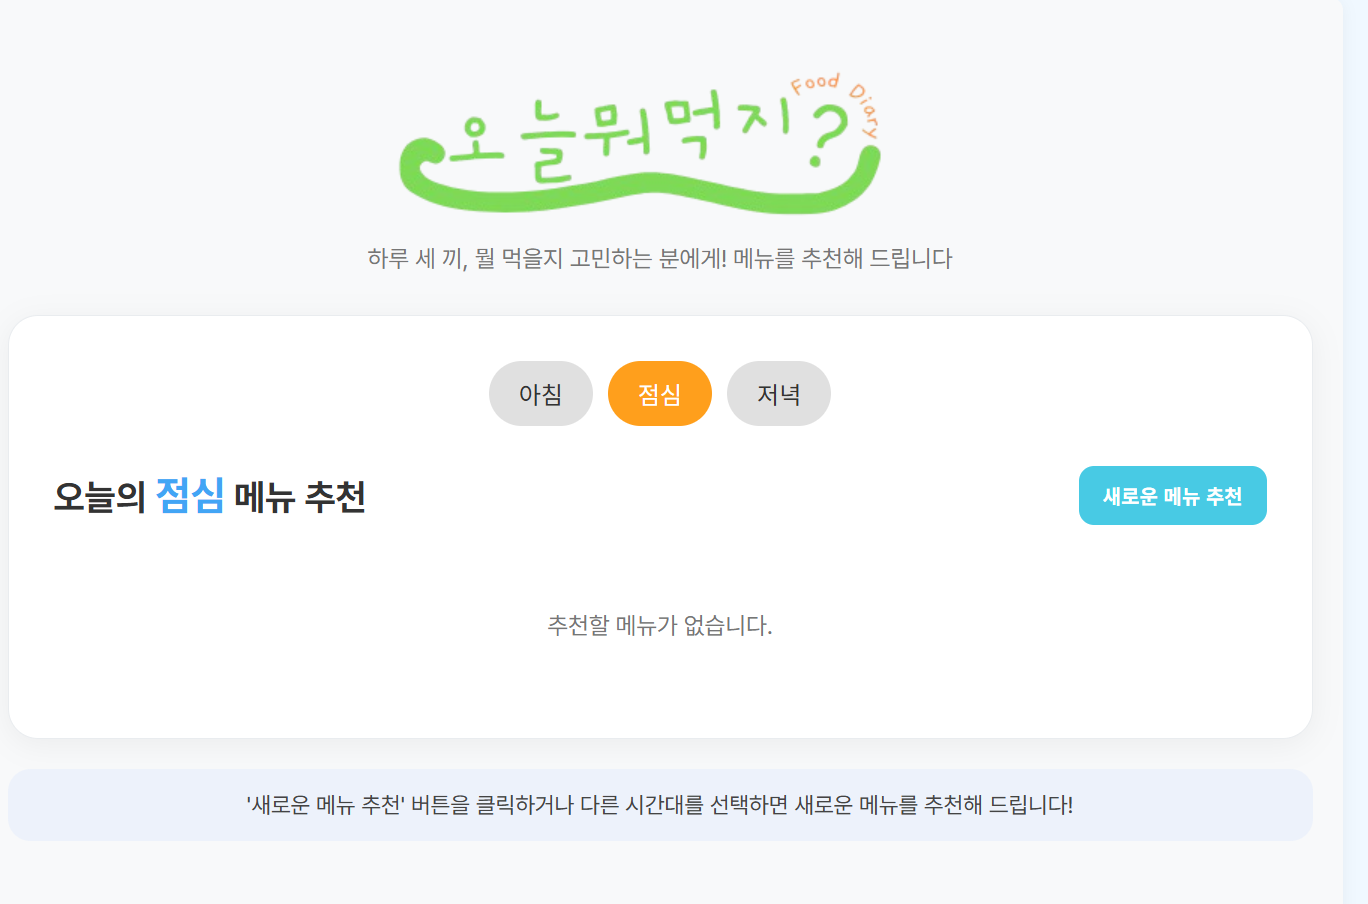 오늘뭐먹지?
Food Diary
하루 세 끼, 뭘 먹을지 고민하는 분에게! 메뉴를 추천해 드립니다
아침 점심 저녁
오늘의 점심 메뉴 추천
새로운 메뉴 추천
추천할 메뉴가 없습니다.
'새로운 메뉴 추천' 버튼을 클릭하거나 다른 시간대를 선택하면 새로운 메뉴를 추천해 드립니다!